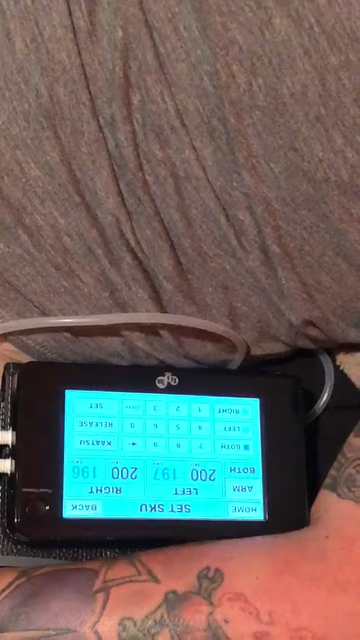 HOME SET SKU BACK
ARM LEFT RIGHT
BOTH 200 197 200 196
BOTH 7 8 9 ← KAATSU
LEFT 4 5 6 0 RELEASE
RIGHT 1 2 3 SET